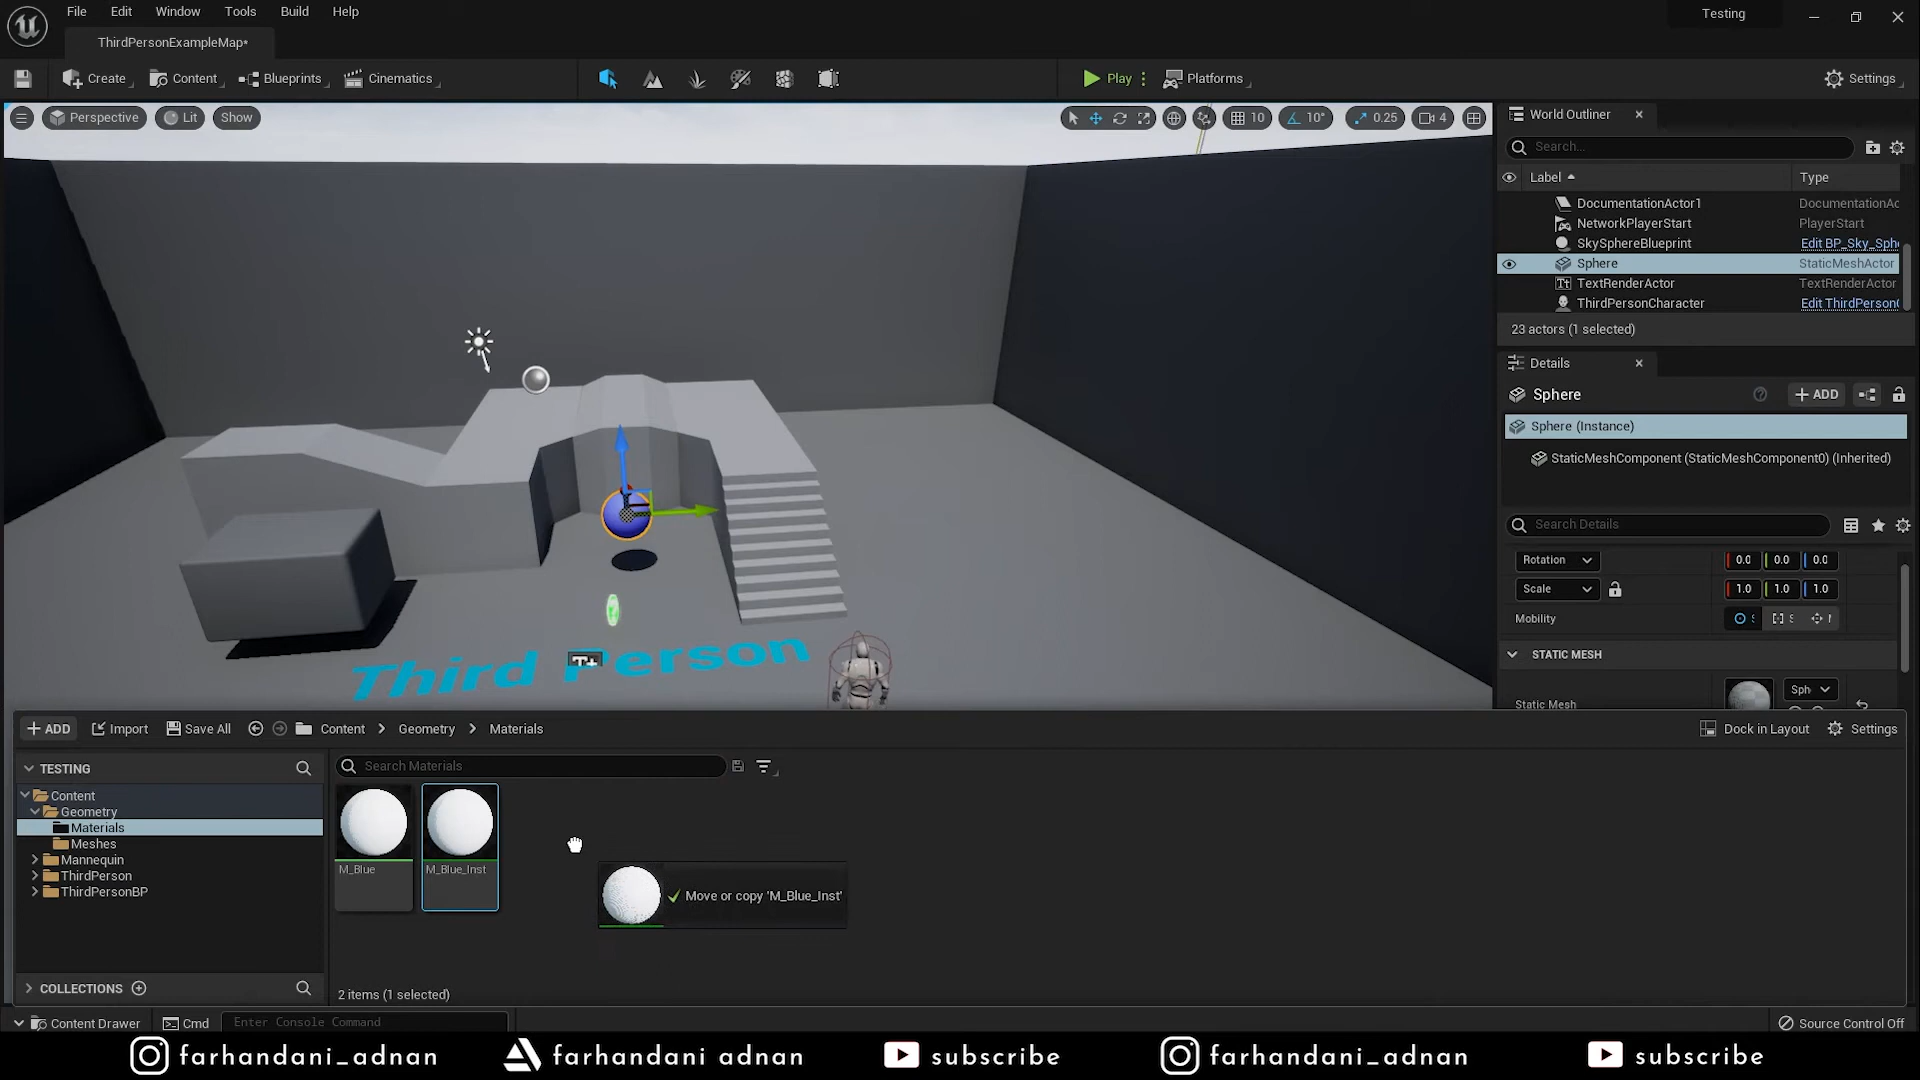 File Edit Window Tools Build Help
Testing
ThirdPersonExampleMap*
Create Content Blueprints Cinematics Play Platforms Settings
Perspective Lit Show 10 10° 0.25 4
World Outliner
Search...
Label Type
DocumentationActor1 DocumentationAc
NetworkPlayerStart PlayerStart
SkySphereBlueprint Edit BP_Sky_Sph
Sphere StaticMeshActor
TextRenderActor TextRenderActor
ThirdPersonCharacter Edit ThirdPerson
23 actors (1 selected)
Details
Sphere + ADD
Sphere (Instance)
StaticMeshComponent (StaticMeshComponent0) (Inherited)
Search Details
Rotation 0.0 0.0 0.0
Scale 1.0 1.0 1.0
Mobility
STATIC MESH
Static Mesh Sph
Third Person
+ ADD Import Save All Content Geometry Materials Dock in Layout Settings
TESTING
Search Materials
Content
Geometry
Materials
Meshes
Mannequin
ThirdPerson
ThirdPersonBP
M_Blue M_Blue_Inst
Move or copy 'M_Blue_Inst'
COLLECTIONS
2 items (1 selected)
Content Drawer Cmd Enter Console Command Source Control Off
farhandani_adnan farhandani adnan subscribe farhandani_adnan subscribe